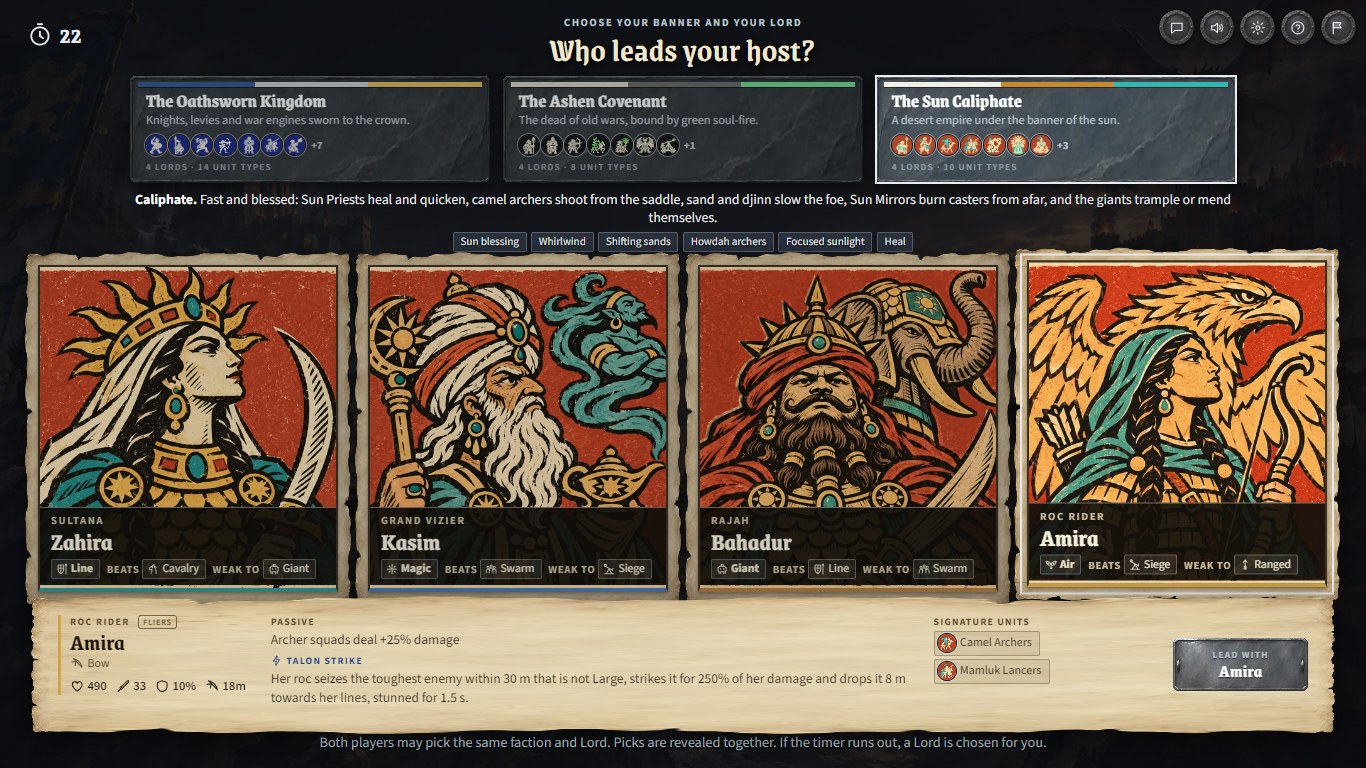 22
CHOOSE YOUR BANNER AND YOUR LORD
Who leads your host?
The Oathsworn Kingdom
Knights, levies and war engines sworn to the crown.
+7
4 LORDS · 14 UNIT TYPES
The Ashen Covenant
The dead of old wars, bound by green soul-fire.
+1
4 LORDS · 8 UNIT TYPES
The Sun Caliphate
A desert empire under the banner of the sun.
+3
4 LORDS · 10 UNIT TYPES
Caliphate. Fast and blessed: Sun Priests heal and quicken, camel archers shoot from the saddle, sand and djinn slow the foe, Sun Mirrors burn casters from afar, and the giants trample or mend
themselves.
Sun blessing Whirlwind Shifting sands Howdah archers Focused sunlight Heal
SULTANA
Zahira
Line BEATS Cavalry WEAK TO Giant
GRAND VIZIER
Kasim
Magic BEATS Swarm WEAK TO Siege
RAJAH
Bahadur
Giant BEATS Line WEAK TO Swarm
ROC RIDER
Amira
Air BEATS Siege WEAK TO Ranged
ROC RIDER FLIERS
Amira
Bow
490 33 10% 18m
PASSIVE
Archer squads deal +25% damage
TALON STRIKE
Her roc seizes the toughest enemy within 30 m that is not Large, strikes it for 250% of her damage and drops it 8 m
towards her lines, stunned for 1.5 s.
SIGNATURE UNITS
Camel Archers
Mamluk Lancers
LEAD WITH
Amira
Both players may pick the same faction and Lord. Picks are revealed together. If the timer runs out, a Lord is chosen for you.